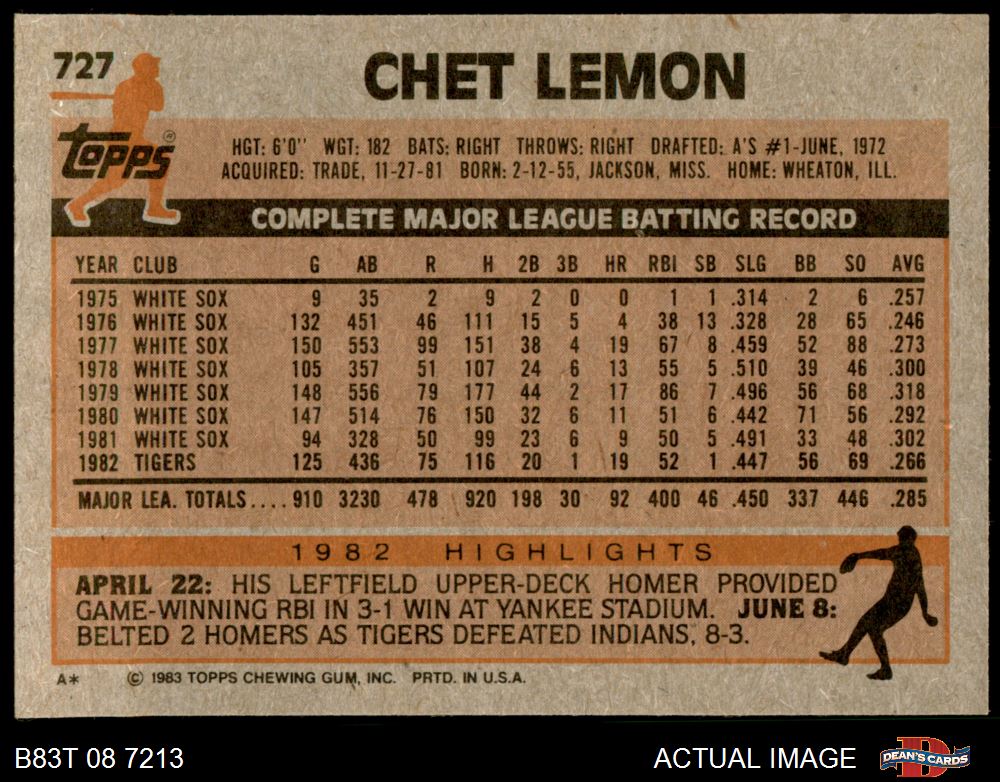 727
CHET LEMON
Topps ®
HGT: 6'0" WGT: 182 BATS: RIGHT THROWS: RIGHT DRAFTED: A'S #1-JUNE, 1972
ACQUIRED: TRADE, 11-27-81 BORN: 2-12-55, JACKSON, MISS. HOME: WHEATON, ILL.
COMPLETE MAJOR LEAGUE BATTING RECORD
YEAR CLUB G AB R H 2B 3B HR RBI SB SLG BB SO AVG
1975 WHITE SOX 9 35 2 9 2 0 0 1 1 .314 2 6 .257
1976 WHITE SOX 132 451 46 111 15 5 4 38 13 .328 28 65 .246
1977 WHITE SOX 150 553 99 151 38 4 19 67 8 .459 52 88 .273
1978 WHITE SOX 105 357 51 107 24 6 13 55 5 .510 39 46 .300
1979 WHITE SOX 148 556 79 177 44 2 17 86 7 .496 56 68 .318
1980 WHITE SOX 147 514 76 150 32 6 11 51 6 .442 71 56 .292
1981 WHITE SOX 94 328 50 99 23 6 9 50 5 .491 33 48 .302
1982 TIGERS 125 436 75 116 20 1 19 52 1 .447 56 69 .266
MAJOR LEA. TOTALS.... 910 3230 478 920 198 30 92 400 46 .450 337 446 .285
1982 HIGHLIGHTS
APRIL 22: HIS LEFTFIELD UPPER-DECK HOMER PROVIDED
GAME-WINNING RBI IN 3-1 WIN AT YANKEE STADIUM. JUNE 8:
BELTED 2 HOMERS AS TIGERS DEFEATED INDIANS, 8-3.
A* © 1983 TOPPS CHEWING GUM, INC. PRTD. IN U.S.A.
B83T 08 7213 ACTUAL IMAGE DEAN'S CARDS